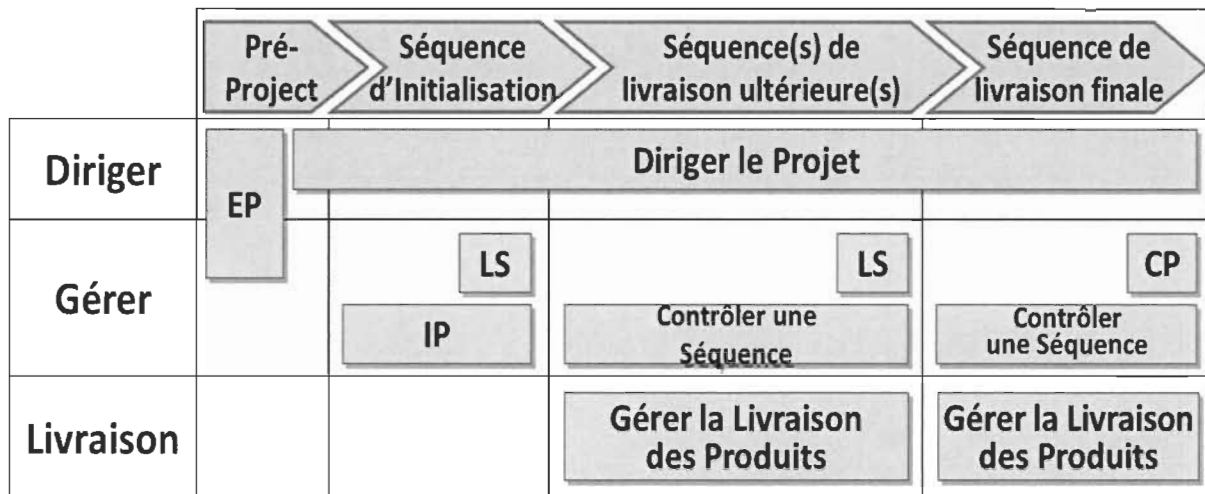 Pré-
Project
Séquence
d'Initialisation
Séquence(s) de
livraison ultérieure(s)
Séquence de
livraison finale
Diriger
EP
Diriger le Projet
Gérer
LS
LS
CP
IP
Contrôler une
Séquence
Contrôler
une Séquence
Livraison
Gérer la Livraison
des Produits
Gérer la Livraison
des Produits